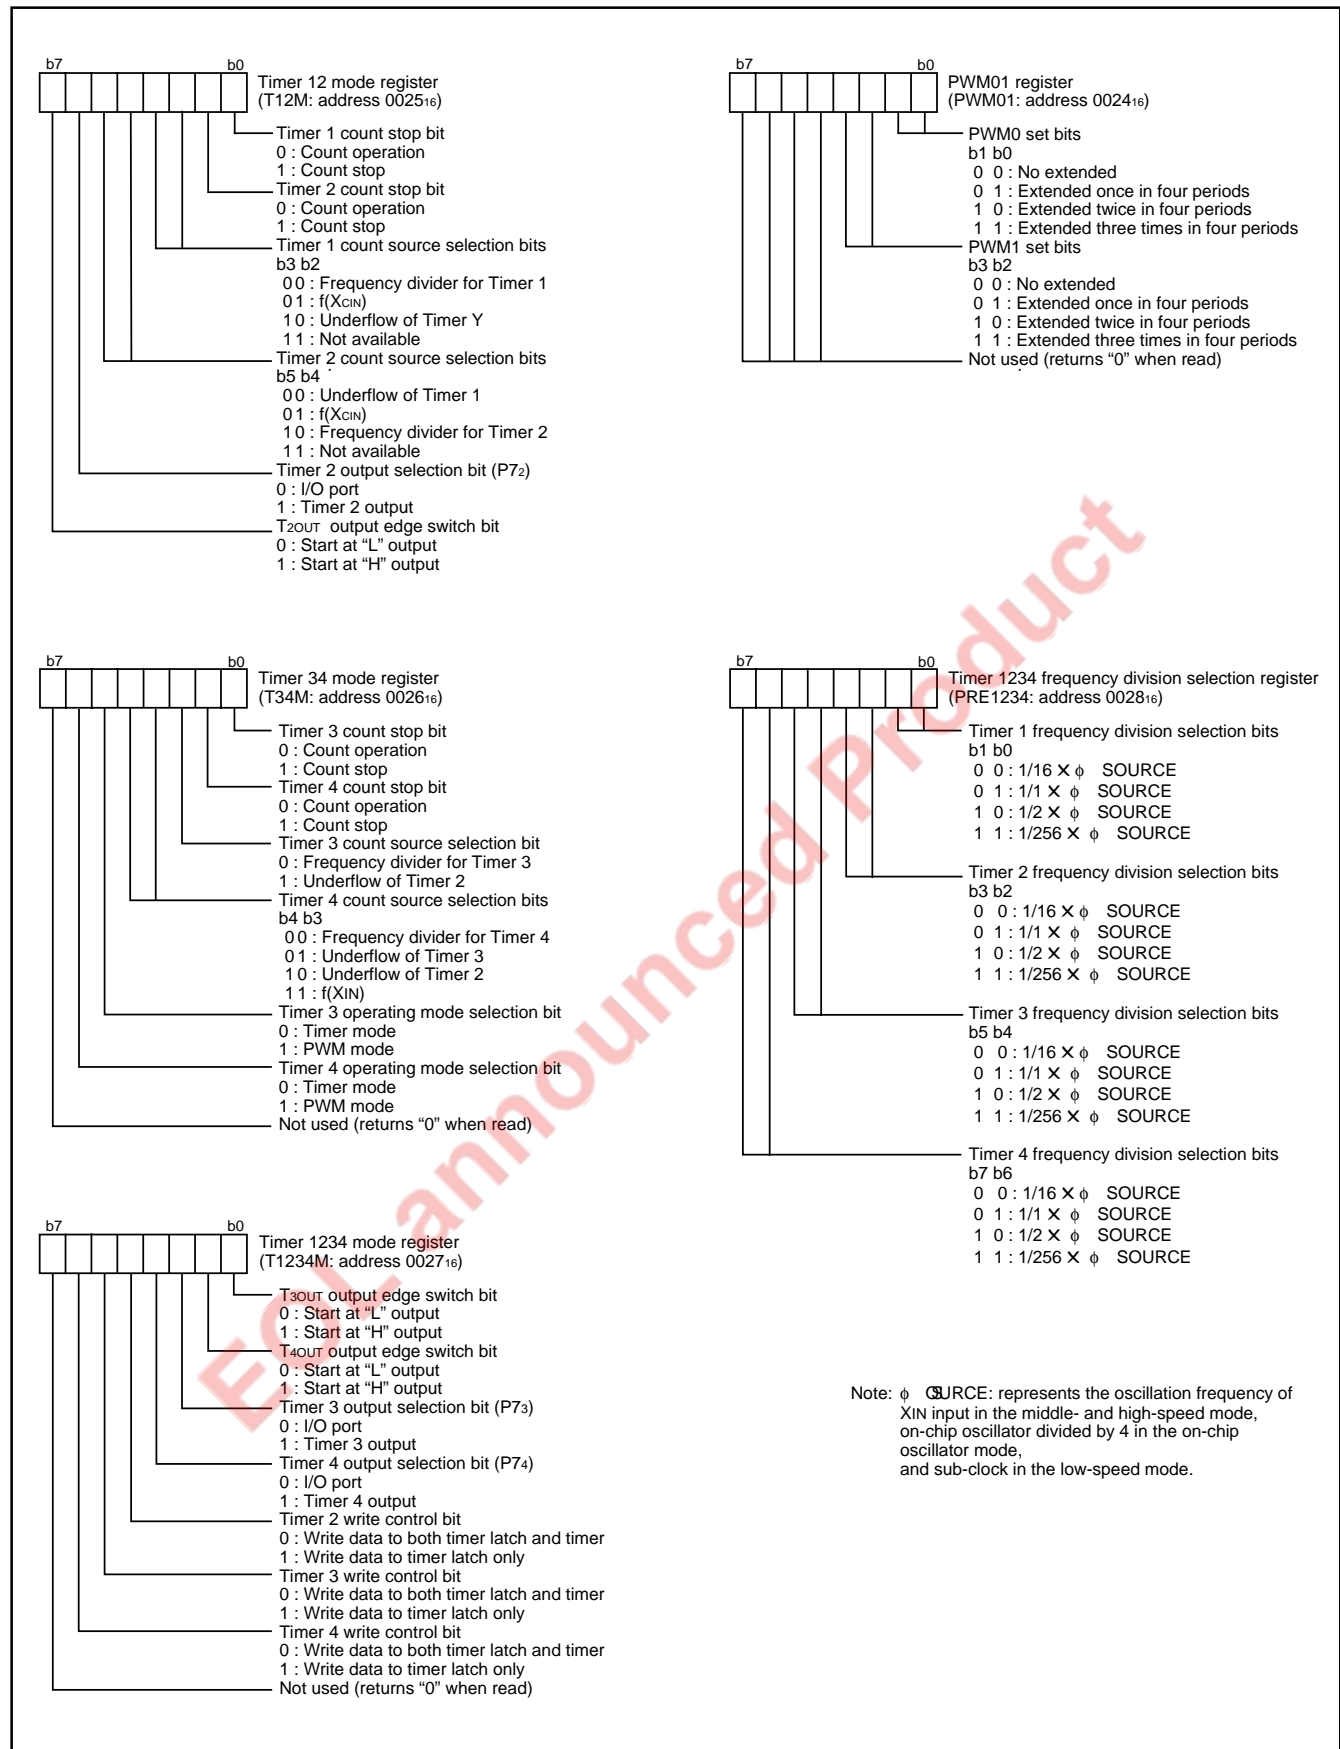 b7 b0
Timer 12 mode register
(T12M: address 002516)
Timer 1 count stop bit
0 : Count operation
1 : Count stop
Timer 2 count stop bit
0 : Count operation
1 : Count stop
Timer 1 count source selection bits
b3 b2
0 0 : Frequency divider for Timer 1
0 1 : f(XCIN)
1 0 : Underflow of Timer Y
1 1 : Not available
Timer 2 count source selection bits
b5 b4
0 0 : Underflow of Timer 1
0 1 : f(XCIN)
1 0 : Frequency divider for Timer 2
1 1 : Not available
Timer 2 output selection bit (P72)
0 : I/O port
1 : Timer 2 output
T2OUT output edge switch bit
0 : Start at “L” output
1 : Start at “H” output
b7 b0
PWM01 register
(PWM01: address 002416)
PWM0 set bits
b1 b0
0 0 : No extended
0 1 : Extended once in four periods
1 0 : Extended twice in four periods
1 1 : Extended three times in four periods
PWM1 set bits
b3 b2
0 0 : No extended
0 1 : Extended once in four periods
1 0 : Extended twice in four periods
1 1 : Extended three times in four periods
Not used (returns “0” when read)
b7 b0
Timer 34 mode register
(T34M: address 002616)
Timer 3 count stop bit
0 : Count operation
1 : Count stop
Timer 4 count stop bit
0 : Count operation
1 : Count stop
Timer 3 count source selection bit
0 : Frequency divider for Timer 3
1 : Underflow of Timer 2
Timer 4 count source selection bits
b4 b3
0 0 : Frequency divider for Timer 4
0 1 : Underflow of Timer 3
1 0 : Underflow of Timer 2
1 1 : f(XIN)
Timer 3 operating mode selection bit
0 : Timer mode
1 : PWM mode
Timer 4 operating mode selection bit
0 : Timer mode
1 : PWM mode
Not used (returns “0” when read)
b7 b0
Timer 1234 frequency division selection register
(PRE1234: address 002816)
Timer 1 frequency division selection bits
b1 b0
0 0 : 1/16 × φ SOURCE
0 1 : 1/1 × φ SOURCE
1 0 : 1/2 × φ SOURCE
1 1 : 1/256 × φ SOURCE
Timer 2 frequency division selection bits
b3 b2
0 0 : 1/16 × φ SOURCE
0 1 : 1/1 × φ SOURCE
1 0 : 1/2 × φ SOURCE
1 1 : 1/256 × φ SOURCE
Timer 3 frequency division selection bits
b5 b4
0 0 : 1/16 × φ SOURCE
0 1 : 1/1 × φ SOURCE
1 0 : 1/2 × φ SOURCE
1 1 : 1/256 × φ SOURCE
Timer 4 frequency division selection bits
b7 b6
0 0 : 1/16 × φ SOURCE
0 1 : 1/1 × φ SOURCE
1 0 : 1/2 × φ SOURCE
1 1 : 1/256 × φ SOURCE
b7 b0
Timer 1234 mode register
(T1234M: address 002716)
T3OUT output edge switch bit
0 : Start at “L” output
1 : Start at “H” output
T4OUT output edge switch bit
0 : Start at “L” output
1 : Start at “H” output
Timer 3 output selection bit (P73)
0 : I/O port
1 : Timer 3 output
Timer 4 output selection bit (P74)
0 : I/O port
1 : Timer 4 output
Timer 2 write control bit
0 : Write data to both timer latch and timer
1 : Write data to timer latch only
Timer 3 write control bit
0 : Write data to both timer latch and timer
1 : Write data to timer latch only
Timer 4 write control bit
0 : Write data to both timer latch and timer
1 : Write data to timer latch only
Not used (returns “0” when read)
Note: φ represents the oscillation frequency of
XIN input in the middle- and high-speed mode,
on-chip oscillator divided by 4 in the on-chip
oscillator mode,
and sub-clock in the low-speed mode.
EOL announced Product